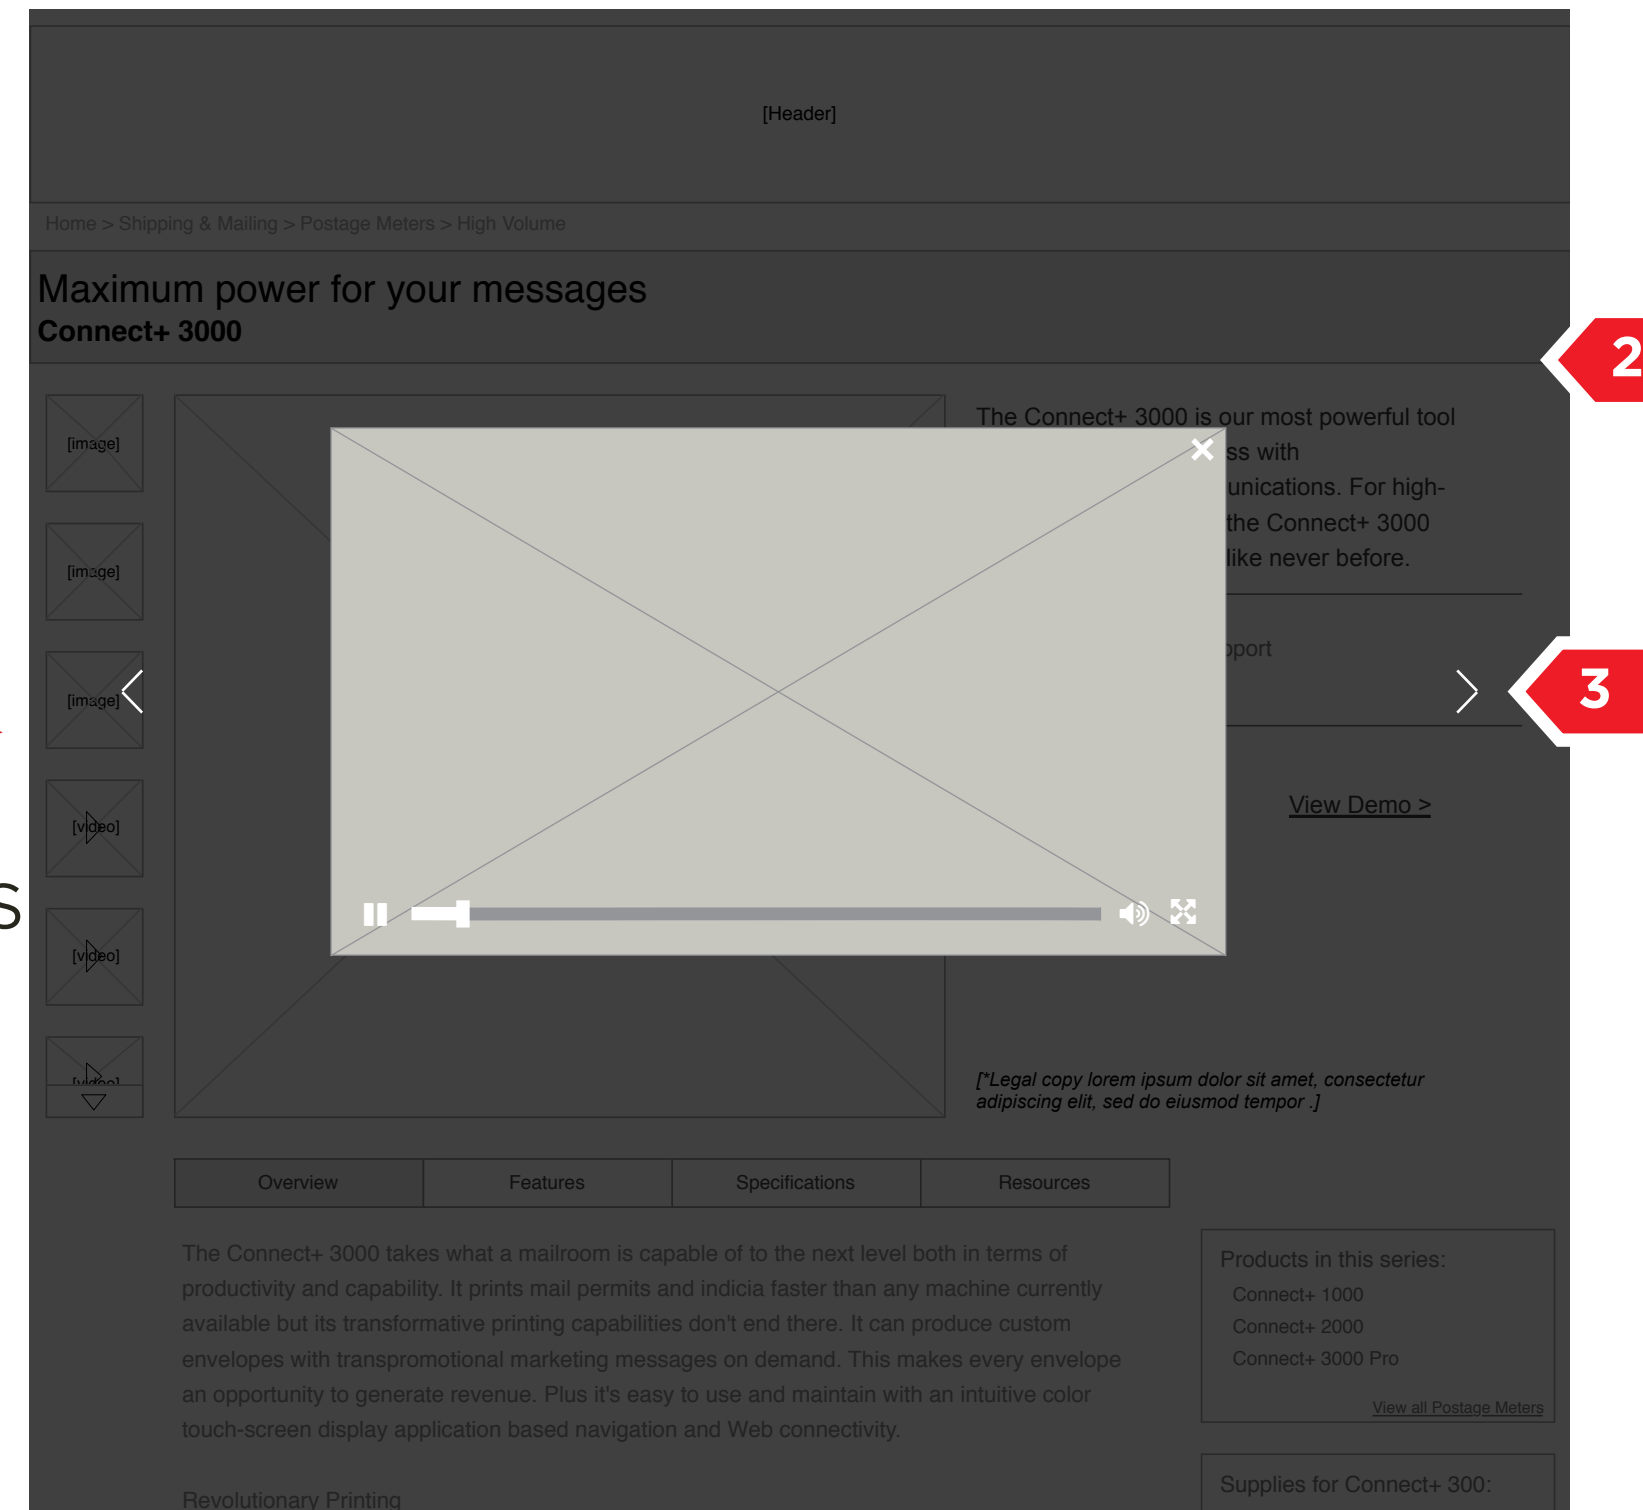 [Header]
Home > Shipping & Mailing > Postage Meters > High Volume
Maximum power for your messages
Connect+ 3000
2
[image]
[image]
[image]
[video]
[video]
The Connect+ 3000 is our most powerful tool
with
For high-
the Connect+ 3000
like never before.
3
View Demo >
S
[*Legal copy lorem ipsum dolor sit amet, consectetur
adipiscing elit, sed do eiusmod tempor .]
Overview
Features
Specifications
Resources
The Connect+ 3000 takes what a mailroom is capable of to the next level both in terms of
productivity and capability. It prints mail permits and indicia faster than any machine currently
available but its transformative printing capabilities don't end there. It can produce custom
envelopes with transpromotional marketing messages on demand. This makes every envelope
an opportunity to generate revenue. Plus it's easy to use and maintain with an intuitive color
touch-screen display application based navigation and Web connectivity.
Revolutionary Printing
Products in this series:
Connect+ 1000
Connect+ 2000
Connect+ 3000 Pro
View all Postage Meters
Supplies for Connect+ 300: